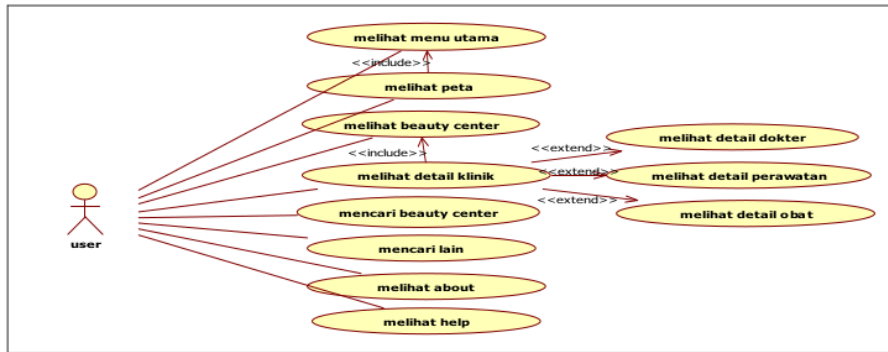 melihat menu utama
<<include>>
melihat peta
melihat beauty center
<<include>>
melihat detail klinik
mencari beauty center
mencari lain
melihat about
melihat help
user
<<extend>>
melihat detail dokter
<<extend>>
melihat detail perawatan
<<extend>>
melihat detail obat